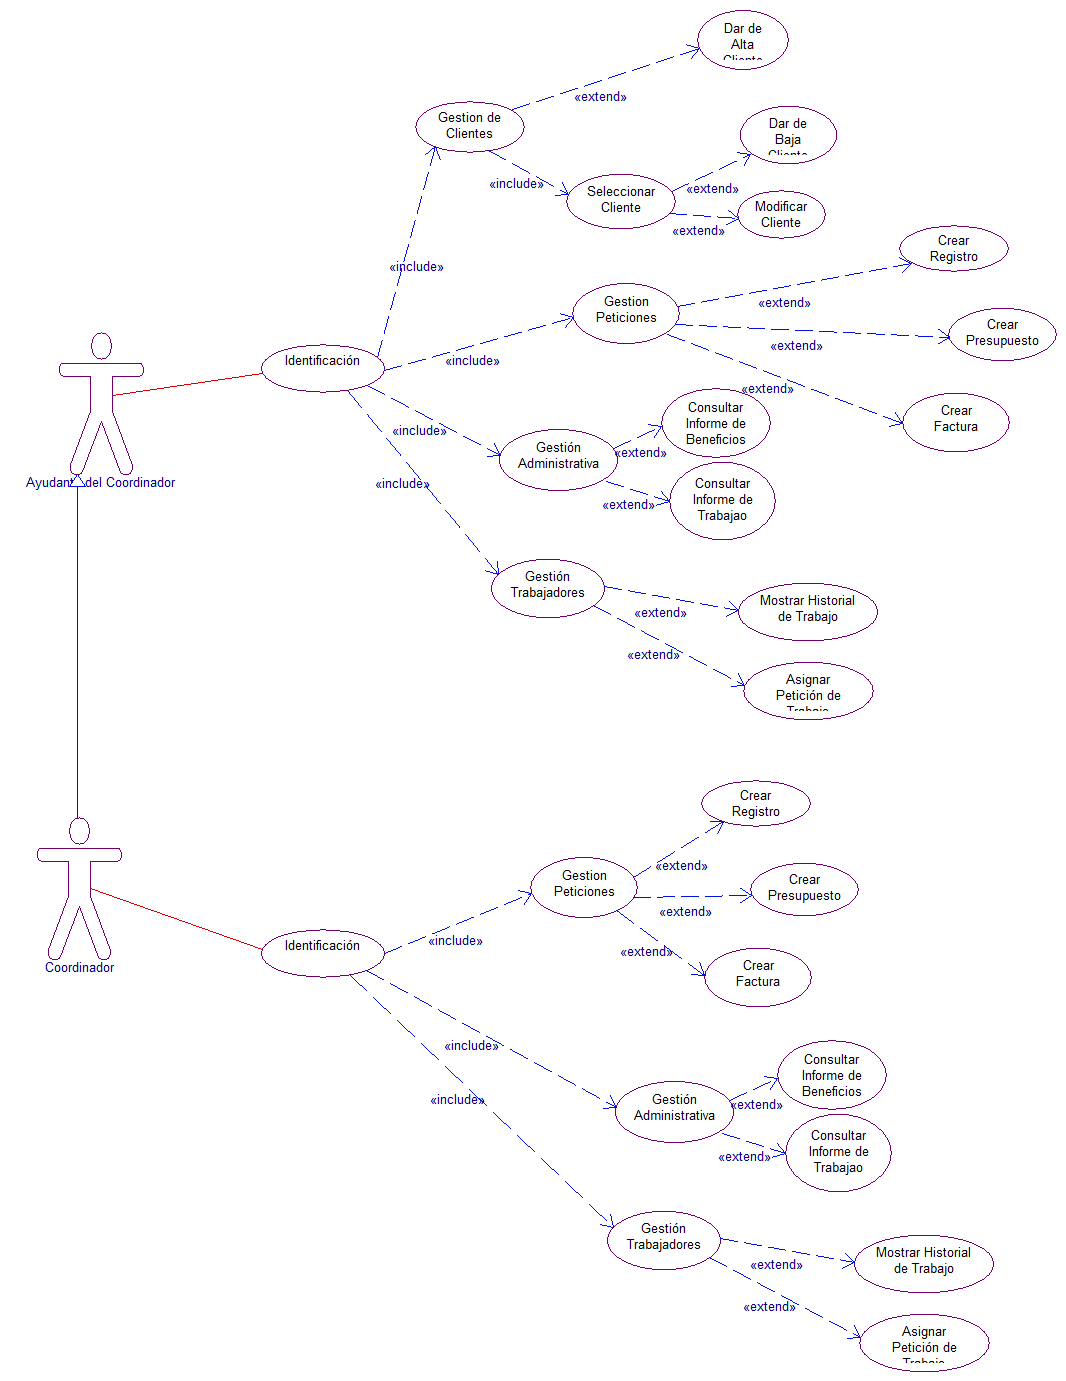 Dar de
Alta
Cliente
«extend»
Gestion de
Clientes
Dar de
Baja
Cliente
«include»
Seleccionar
Cliente
«extend»
Modificar
Cliente
«extend»
«include»
Crear
Registro
Gestion
Peticiones
«extend»
Crear
Presupuesto
«extend»
Identificación
«include»
«extend»
Crear
Factura
Consultar
Informe de
Beneficios
«include»
Gestión
Administrativa
«extend»
Consultar
Informe de
Trabajao
«extend»
«include»
Ayudante del Coordinador
Gestión
Trabajadores
Mostrar Historial
de Trabajo
«extend»
«extend»
Asignar
Petición de
Trabajo
Crear
Registro
Gestion
Peticiones
«extend»
Crear
Presupuesto
«extend»
«include»
«extend»
Crear
Factura
Identificación
Coordinador
«include»
Consultar
Informe de
Beneficios
«include»
Gestión
Administrativa
«extend»
Consultar
Informe de
Trabajao
«extend»
Gestión
Trabajadores
Mostrar Historial
de Trabajo
«extend»
«extend»
Asignar
Petición de
Trabajo